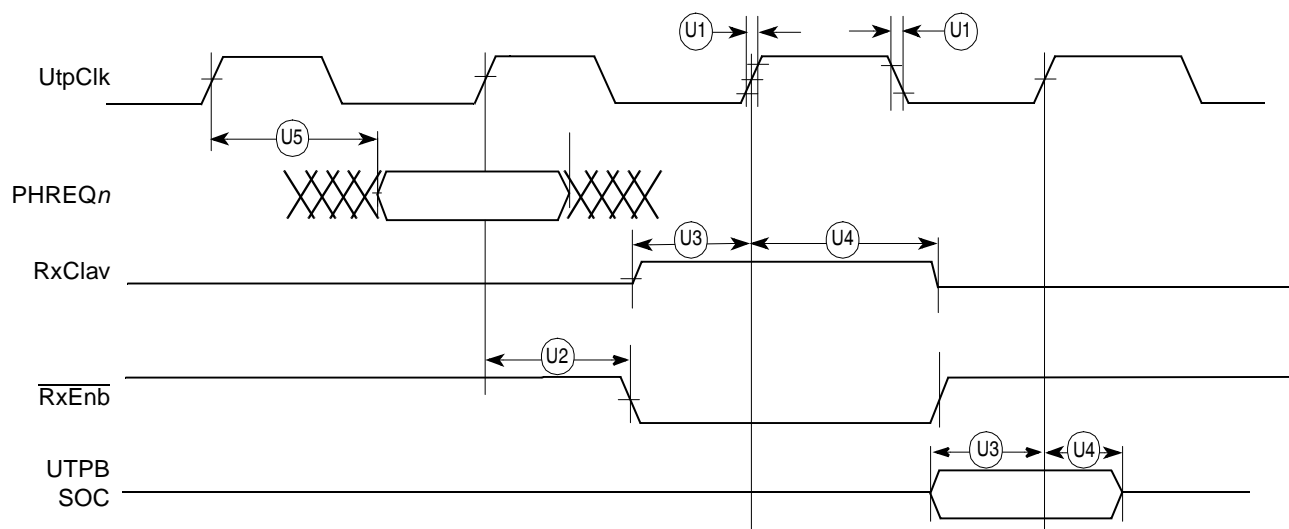 U1
U1
UtpClk
U5
PHREQn
U3
U4
RxClav
U2
RxEnb
U3
U4
UTPB
SOC